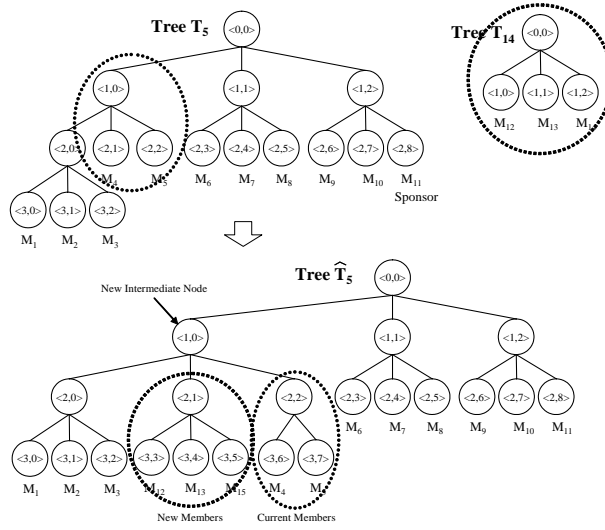 Tree T5
<0,0>
Tree T14
<0,0>
<1,0>
<1,1>
<1,2>
<1,0> <1,1> <1,2>
M12 M13
<2,0> <2,1> <2,2> <2,3> <2,4> <2,5> <2,6> <2,7> <2,8>
M4 M5 M6 M7 M8 M9 M10 M11
Sponsor
<3,0> <3,1> <3,2>
M1 M2 M3
Tree T̂5
<0,0>
New Intermediate Node
<1,0>
<1,1>
<1,2>
<2,0>
<2,1>
<2,2>
<2,3> <2,4> <2,5> <2,6> <2,7> <2,8>
M6 M7 M8 M9 M10 M11
<3,0> <3,1> <3,2> <3,3> <3,4> <3,5> <3,6> <3,7>
M1 M2 M3 M12 M13 M15 M4
New Members
Current Members